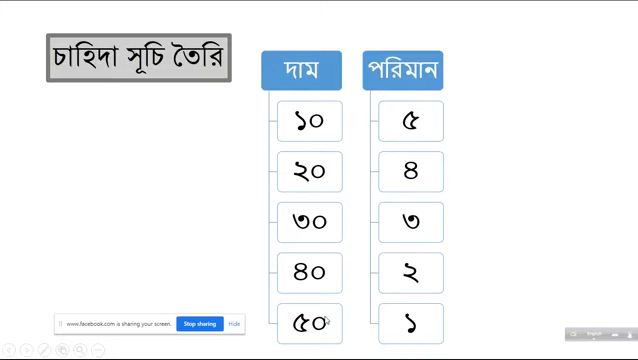 চাহিদা সূচি তৈরি
দাম পরিমান
১০ ৫
২০ ৪
৩০ ৩
৪০ ২
৫০ ১
www.facebook.com is sharing your screen. Stop sharing Hide
English